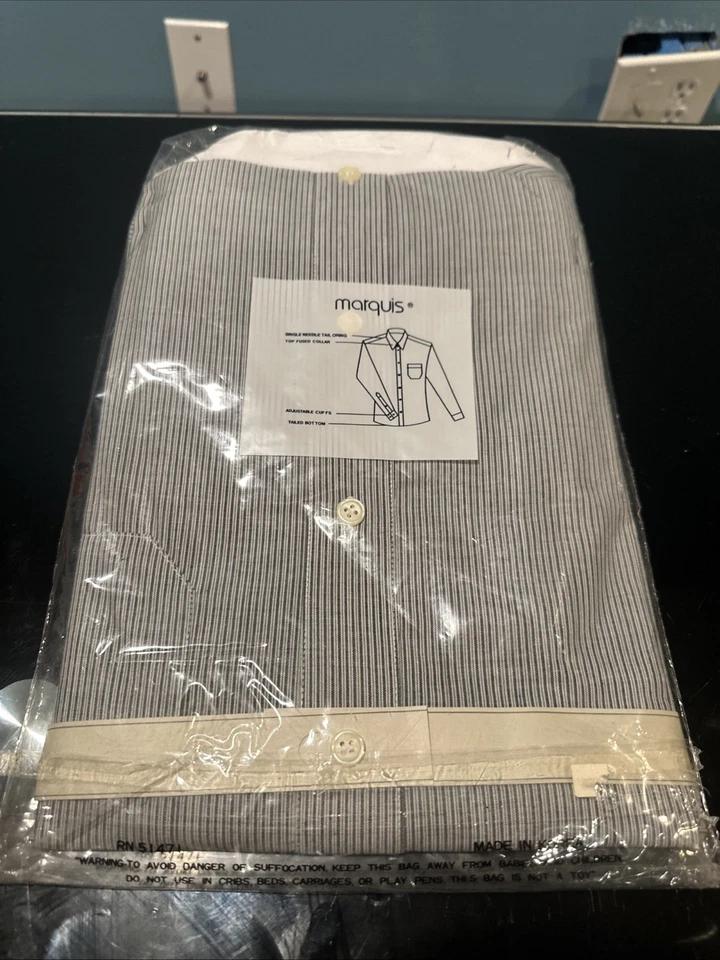 marquis®
SINGLE NEEDLE TAILORING
TOP FUSED COLLAR
ADJUSTABLE CUFFS
TAILED BOTTOM
RN 51471 MADE IN KOREA
"WARNING-TO AVOID DANGER OF SUFFOCATION KEEP THIS BAG AWAY FROM BABIES AND CHILDREN.
DO NOT USE IN CRIBS, BEDS, CARRIAGES, OR PLAY PENS. THIS BAG IS NOT A TOY"